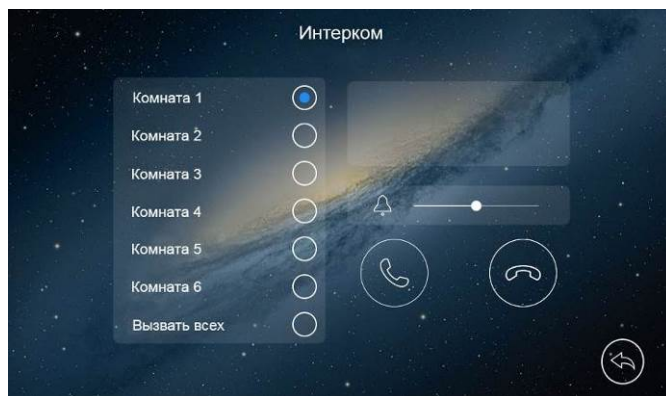 Интерком
Комната 1
Комната 2
Комната 3
Комната 4
Комната 5
Комната 6
Вызвать всех